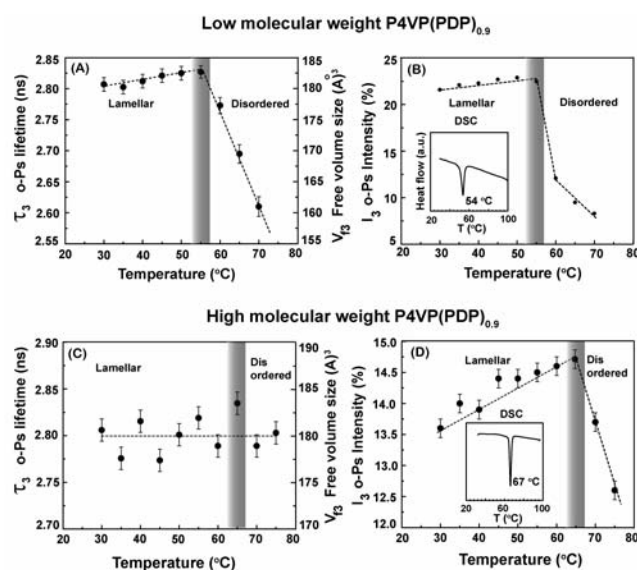 Low molecular weight P4VP(PDP)0.9
(A)
Lamellar
Disordered
τ3 o-Ps lifetime (ns)
2.85
2.80
2.75
2.70
2.65
2.60
2.55
Vf3 Free volume size (Å)³
185
180
175
170
165
160
155
20 30 40 50 60 70 80
Temperature (°C)
(B)
Lamellar
Disordered
I3 o-Ps Intensity (%)
25
20
15
10
5
0
DSC
Heat flow (a.u.)
54 °C
20 60 100
T (°C)
20 30 40 50 60 70 80
Temperature (°C)
High molecular weight P4VP(PDP)0.9
(C)
Lamellar
Dis
ordered
τ3 o-Ps lifetime (ns)
2.90
2.85
2.80
2.75
2.70
Vf3 Free volume size (A)³
190
185
180
175
170
20 30 40 50 60 70 80
Temperature (°C)
(D)
Lamellar
Dis
ordered
I3 o-Ps Intensity (%)
14.5
14.0
13.5
13.0
12.5
12.0
DSC
67 °C
20 60 100
T (°C)
20 30 40 50 60 70 80
Temperature (°C)